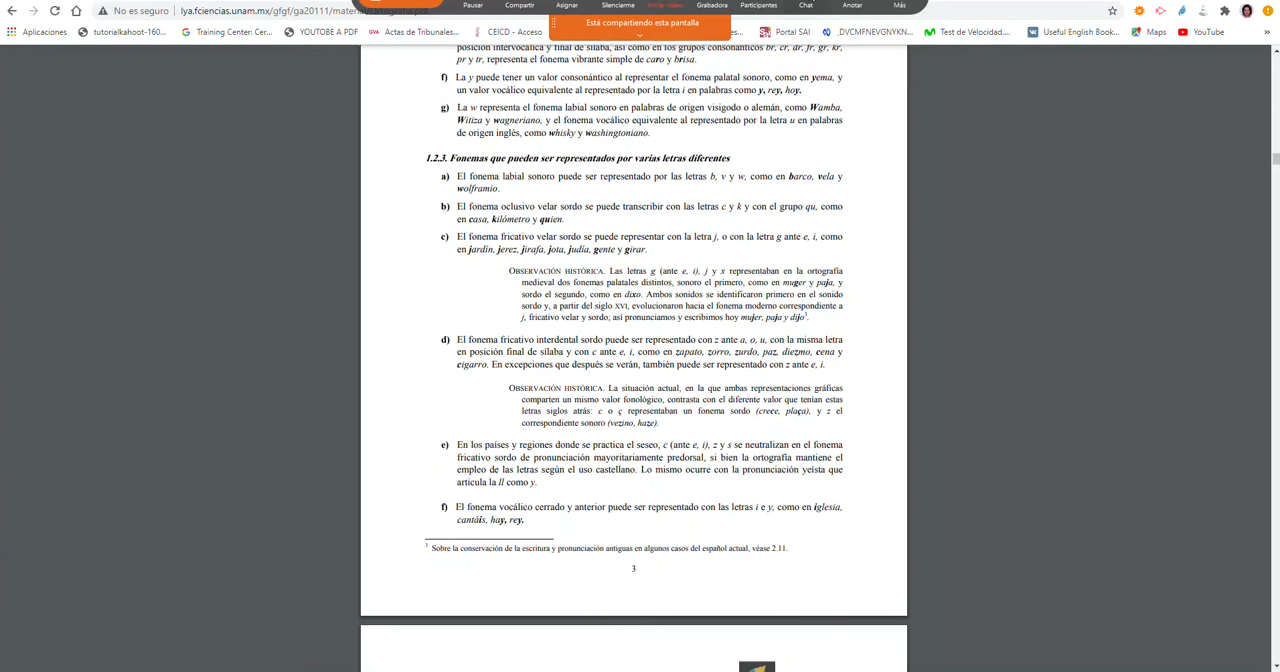 Pausar Compartir Asignar Silenciarme Iniciar video Grabadora Participantes Chat Anotar Más
No es seguro | lya.fciencias.unam.mx/gfgf/ga20111/material/
Está compartiendo esta pantalla
Aplicaciones tutorialkahoot-160... Training Center: Cer... YOUTOBE A PDF GVA Actas de Tribunales... CEICD - Acceso Portal SAI ,DVCMFNEVGNYKN... Test de Velocidad.... Useful English Book... Maps YouTube »
posición intervocálica y final de sílaba, así como en los grupos consonánticos br, cr, dr, fr, gr, kr,
pr y tr, representa el fonema vibrante simple de caro y brisa.
f) La y puede tener un valor consonántico al representar el fonema palatal sonoro, como en yema, y
un valor vocálico equivalente al representado por la letra i en palabras como y, rey, hoy.
g) La w representa el fonema labial sonoro en palabras de origen visigodo o alemán, como Wamba,
Witiza y wagneriano, y el fonema vocálico equivalente al representado por la letra u en palabras
de origen inglés, como whisky y washingtoniano.
1.2.3. Fonemas que pueden ser representados por varias letras diferentes
a) El fonema labial sonoro puede ser representado por las letras b, v y w, como en barco, vela y
wolframio.
b) El fonema oclusivo velar sordo se puede transcribir con las letras c y k y con el grupo qu, como
en casa, kilómetro y quien.
c) El fonema fricativo velar sordo se puede representar con la letra j, o con la letra g ante e, i, como
en jardín, jerez, jirafa, jota, judía, gente y girar.
OBSERVACIÓN HISTÓRICA. Las letras g (ante e, i), j y x representaban en la ortografía
medieval dos fonemas palatales distintos, sonoro el primero, como en muger y paja, y
sordo el segundo, como en dixo. Ambos sonidos se identificaron primero en el sonido
sordo y, a partir del siglo XVI, evolucionaron hacia el fonema moderno correspondiente a
j, fricativo velar y sordo; así pronunciamos y escribimos hoy mujer, paja y dijo3.
d) El fonema fricativo interdental sordo puede ser representado con z ante a, o, u, con la misma letra
en posición final de sílaba y con c ante e, i, como en zapato, zorro, zurdo, paz, diezmo, cena y
cigarro. En excepciones que después se verán, también puede ser representado con z ante e, i.
OBSERVACIÓN HISTÓRICA. La situación actual, en la que ambas representaciones gráficas
comparten un mismo valor fonológico, contrasta con el diferente valor que tenían estas
letras siglos atrás: c o ç representaban un fonema sordo (crece, plaça), y z el
correspondiente sonoro (vezino, haze).
e) En los países y regiones donde se practica el seseo, c (ante e, i), z y s se neutralizan en el fonema
fricativo sordo de pronunciación mayoritariamente predorsal, si bien la ortografía mantiene el
empleo de las letras según el uso castellano. Lo mismo ocurre con la pronunciación yeísta que
articula la ll como y.
f) El fonema vocálico cerrado y anterior puede ser representado con las letras i e y, como en iglesia,
cantáis, hay, rey.
3 Sobre la conservación de la escritura y pronunciación antiguas en algunos casos del español actual, véase 2.11.
3